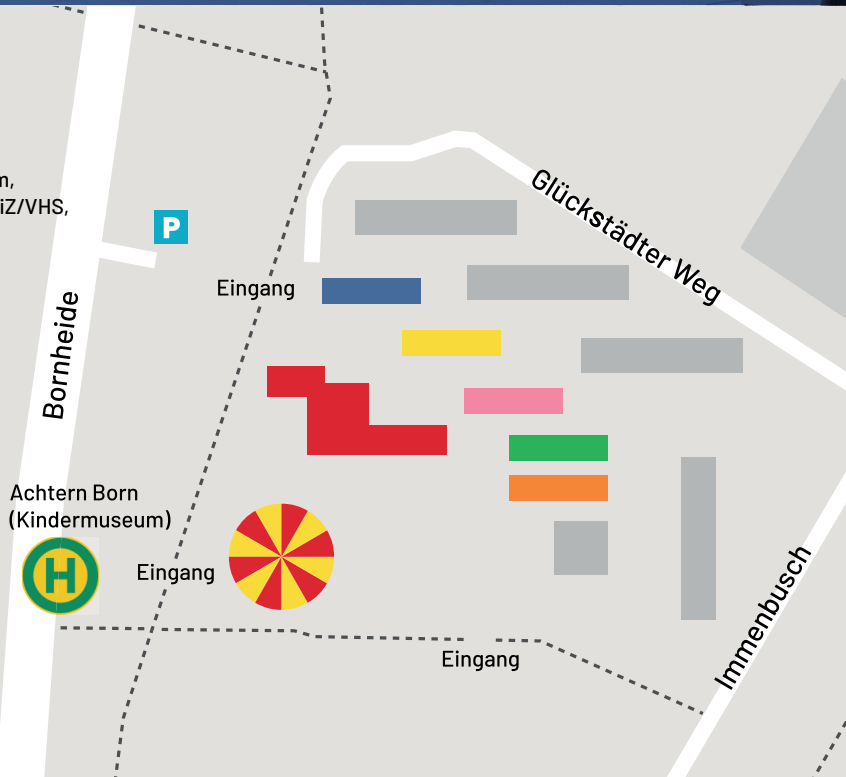 m,
iZ/VHS,
P
Glückstädter Weg
Eingang
Bornheide
Achtern Born
(Kindermuseum)
H
Eingang
Immenbusch
Eingang